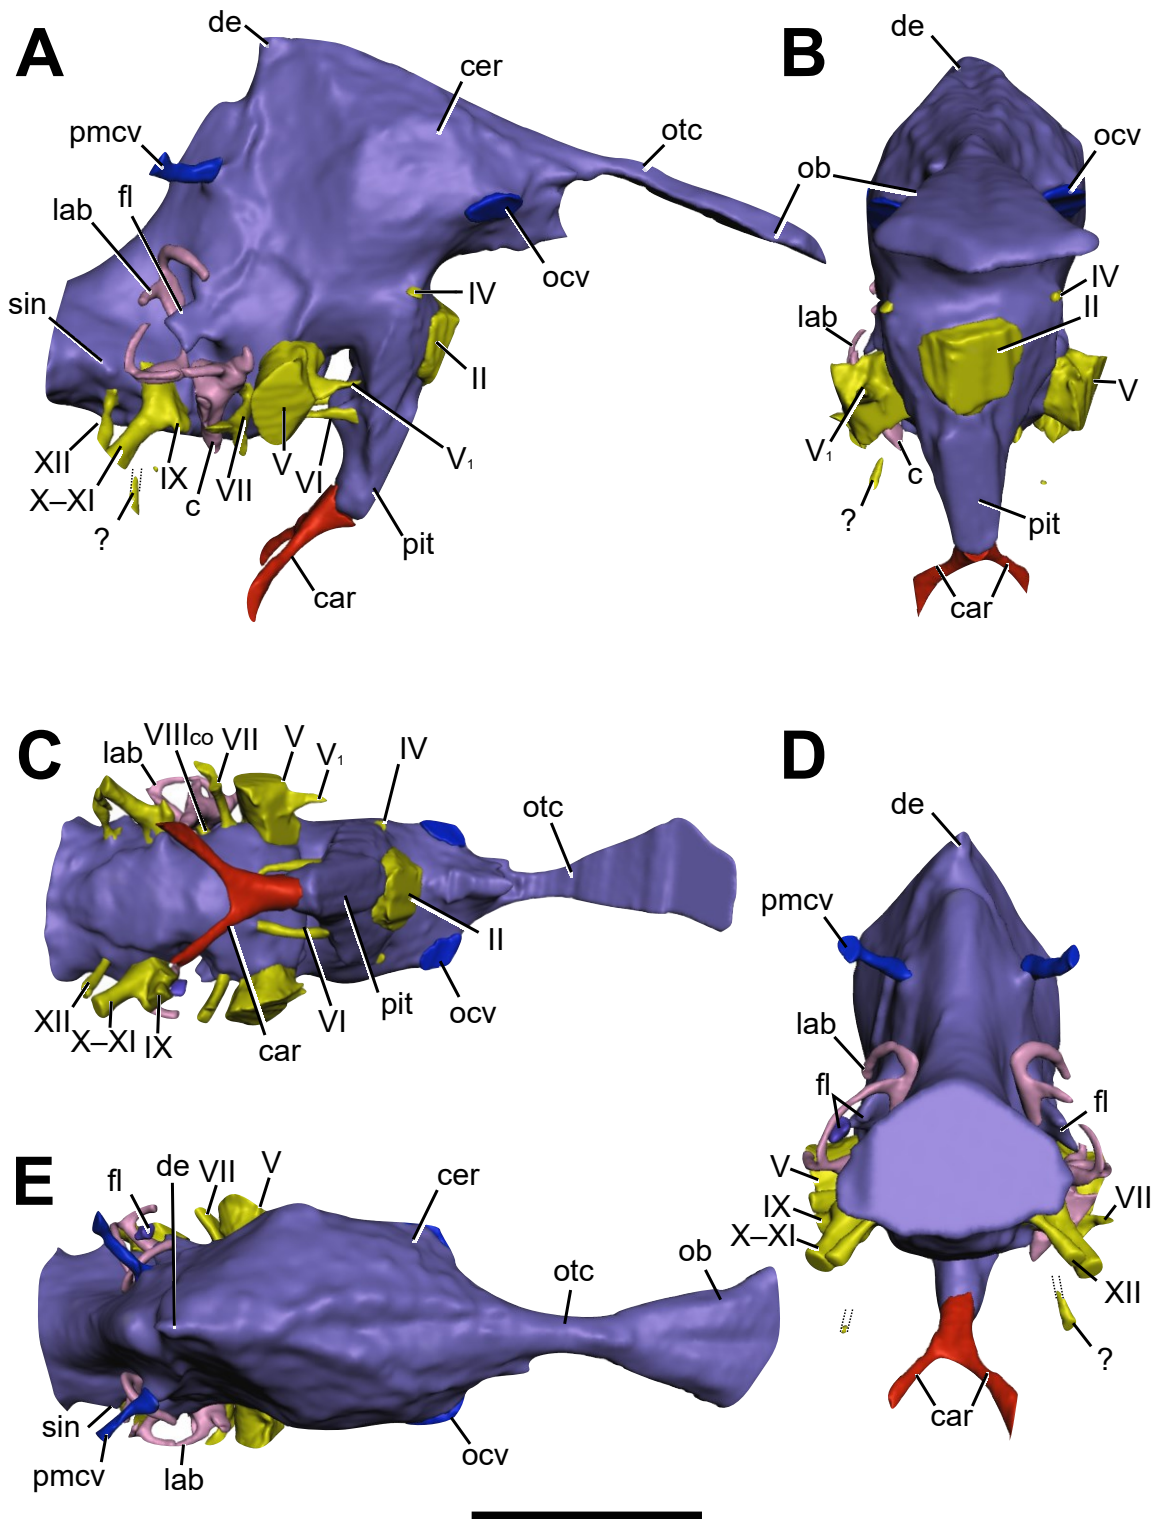 A
de
cer
pmcv
otc
lab
fl
sin
ocv
IV
II
XII
X–XI
IX
c
VII
V
VI
V1
?
pit
car
B
de
ocv
ob
IV
II
lab
V
V1
c
?
pit
car
C
lab
VIIIco
VII
V
V1
IV
otc
II
XII
X–XI
IX
car
VI
pit
ocv
D
de
pmcv
lab
fl
fl
V
IX
X–XI
VII
XII
?
car
E
fl
de
VII
V
cer
otc
ob
sin
pmcv
lab
ocv